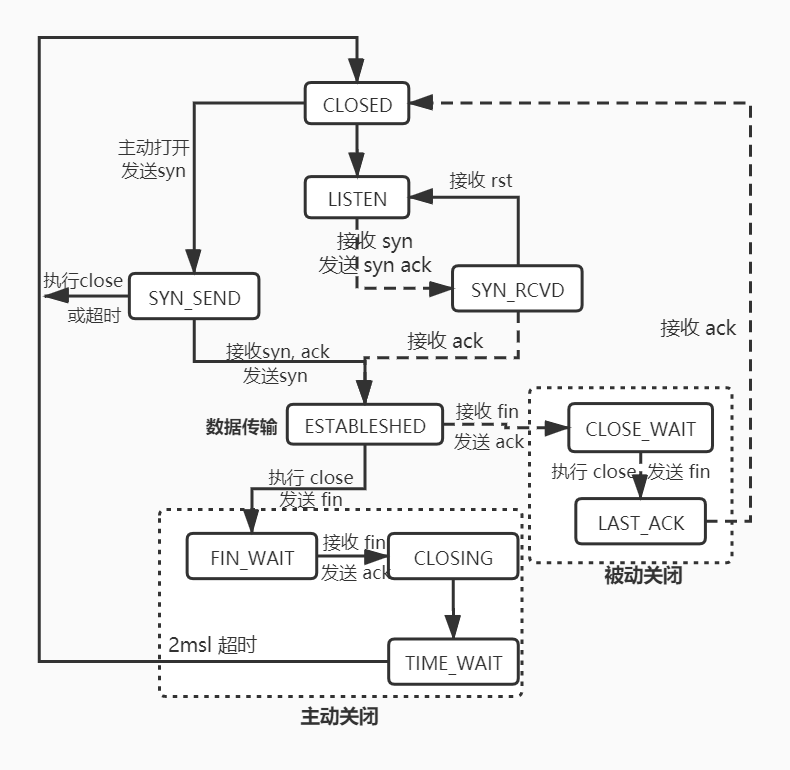 CLOSED
主动打开
发送syn
LISTEN
接收 rst
接收 syn
发送 syn ack
执行close
或超时
SYN_SEND
SYN_RCVD
接收 ack
接收 ack
接收syn, ack
发送syn
数据传输
ESTABLESHED
接收 fin
发送 ack
CLOSE_WAIT
执行 close
发送 fin
LAST_ACK
被动关闭
执行 close
发送 fin
FIN_WAIT
接收 fin
发送 ack
CLOSING
2msl 超时
TIME_WAIT
主动关闭